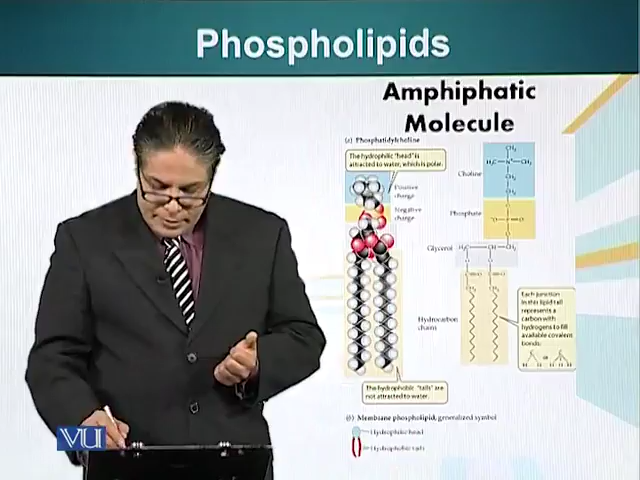 Phospholipids
Amphiphatic
Molecule
(a) Phosphatidylcholine
The hydrophilic "head" is
attracted to water, which is polar.
Choline
Positive
charge
Negative
charge
Phosphate
Glycerol
Hydrocarbon
chains
Each junction
in this lipid tail
represents a
carbon with
hydrogens to fill
available covalent
bonds:
The hydrophobic "tails" are
not attracted to water.
(b) Membrane phospholipid, generalized symbol
Hydrophilic head
Hydrophobic tails
VU